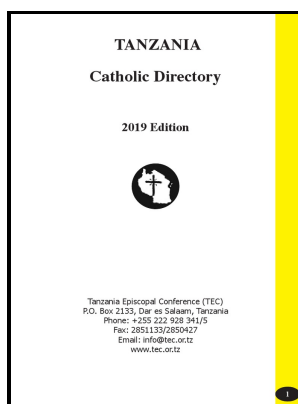 TANZANIA
Catholic Directory
2019 Edition
Tanzania Episcopal Conference (TEC)
P.O. Box 2133, Dar es Salaam, Tanzania
Phone: +255 222 928 341/5
Fax: 2851133/2850427
Email: info@tec.or.tz
www.tec.or.tz
1